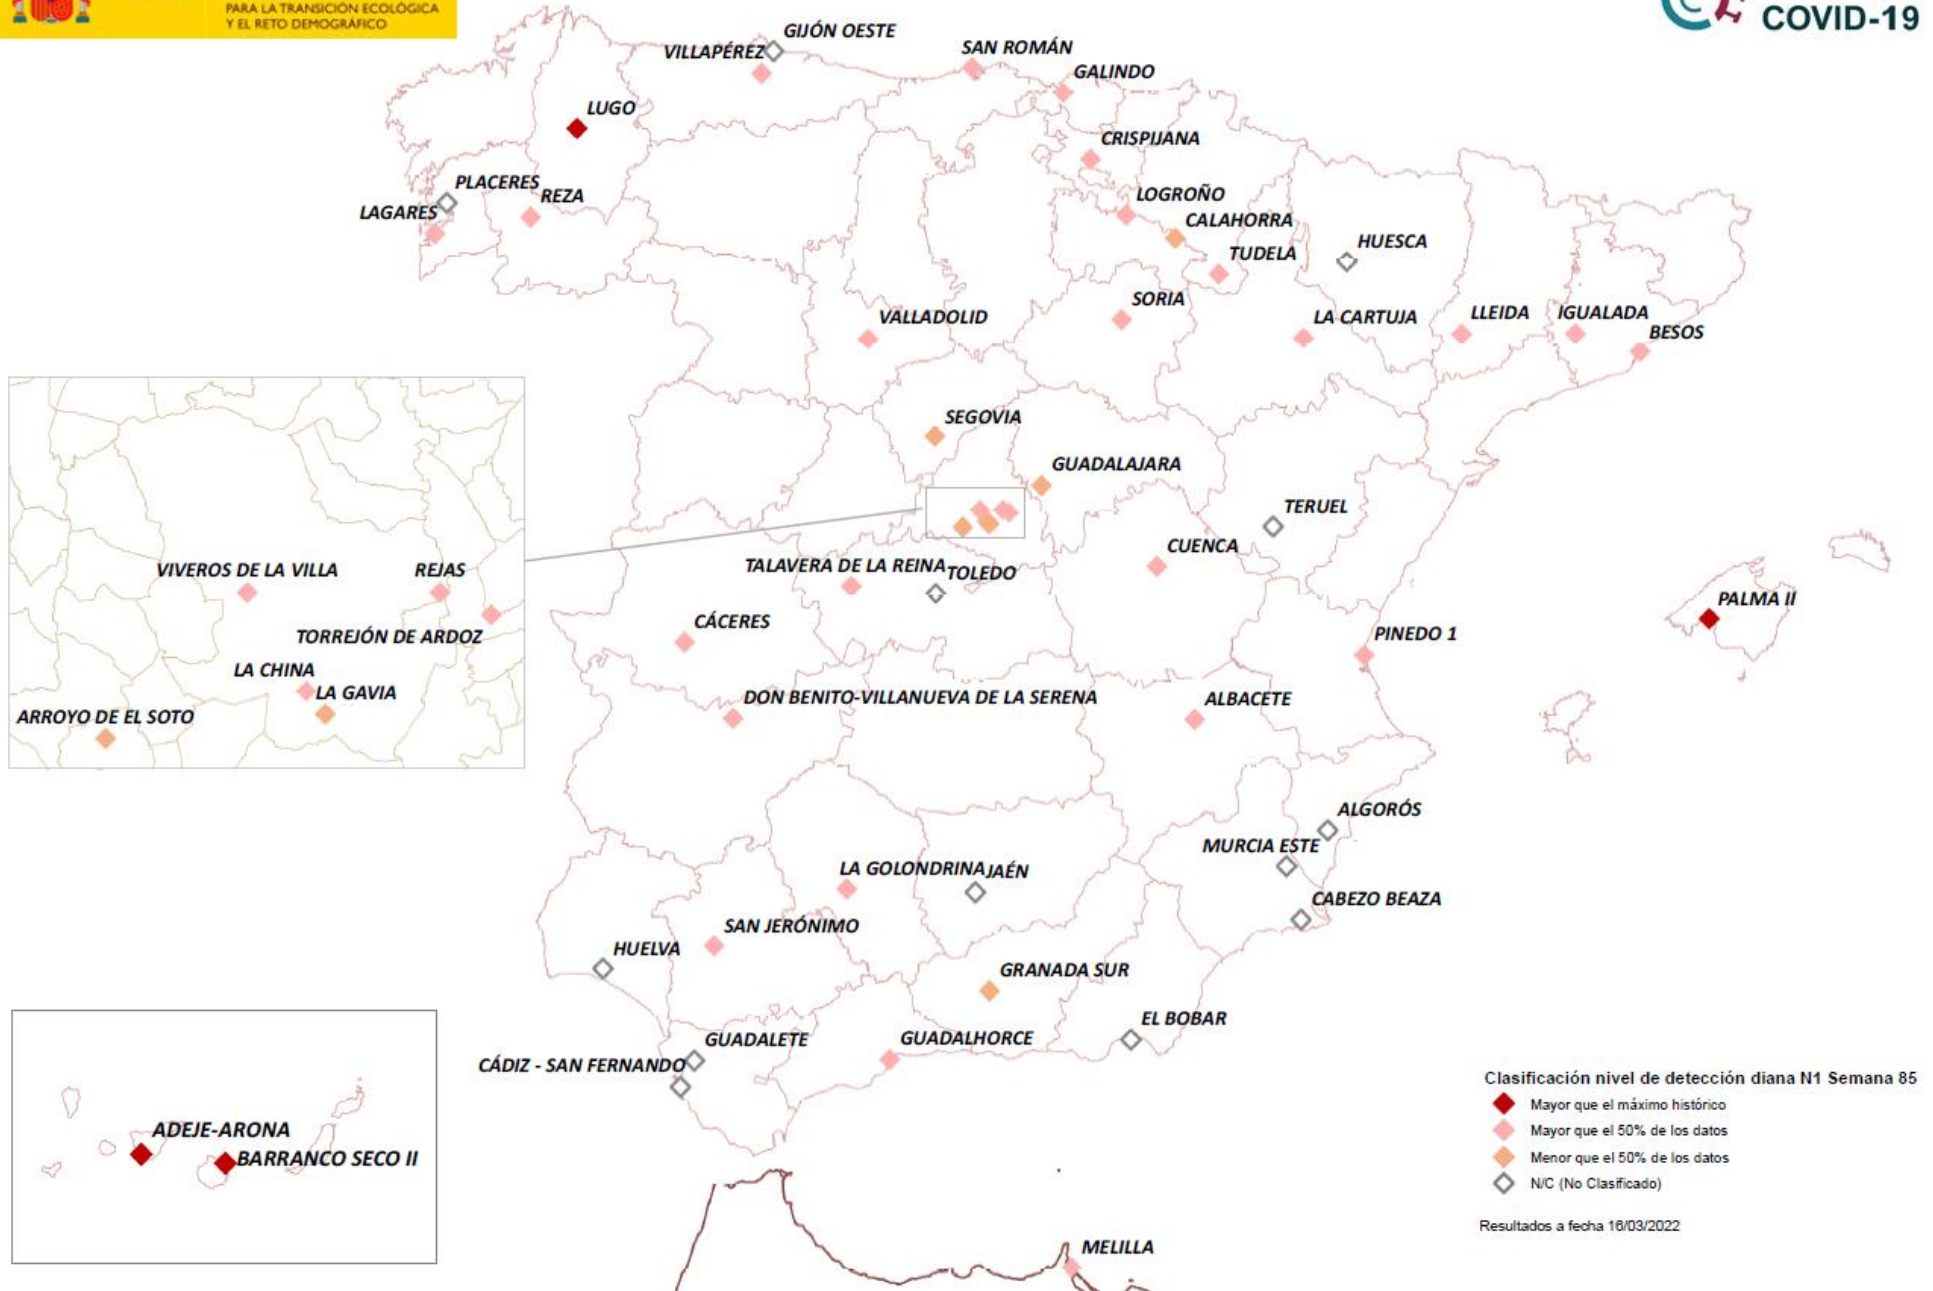 PARA LA TRANSICIÓN ECOLÓGICA
Y EL RETO DEMOGRÁFICO
COVID-19
GIJÓN OESTE
VILLAPÉREZ
SAN ROMÁN
GALINDO
LUGO
CRISPIJANA
PLACERES
REZA
LAGARES
LOGROÑO
CALAHORRA
TUDELA
HUESCA
SORIA
VALLADOLID
LA CARTUJA
LLEIDA
IGUALADA
BESOS
SEGOVIA
GUADALAJARA
TERUEL
CUENCA
TALAVERA DE LA REINA
TOLEDO
VIVEROS DE LA VILLA
REJAS
TORREJÓN DE ARDOZ
LA CHINA
LA GAVIA
ARROYO DE EL SOTO
PALMA II
CÁCERES
PINEDO 1
DON BENITO-VILLANUEVA DE LA SERENA
ALBACETE
ALGORÓS
MURCIA ESTE
LA GOLONDRINA
JAÉN
CABEZO BEAZA
SAN JERÓNIMO
HUELVA
GRANADA SUR
EL BOBAR
GUADALETE
GUADALHORCE
CÁDIZ - SAN FERNANDO
ADEJE-ARONA
BARRANCO SECO II
MELILLA
Clasificación nivel de detección diana N1 Semana 85
Mayor que el máximo histórico
Mayor que el 50% de los datos
Menor que el 50% de los datos
N/C (No Clasificado)
Resultados a fecha 16/03/2022